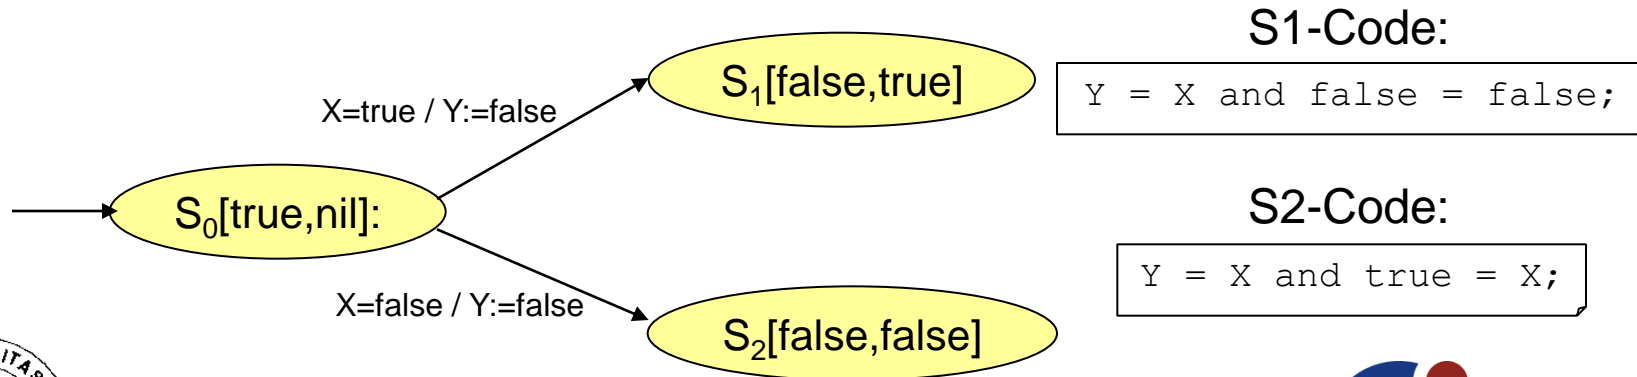 S1-Code:
S₁[false,true]
Y = X and false = false;
X=true / Y:=false
S₀[true,nil]:
S2-Code:
Y = X and true = X;
X=false / Y:=false
S₂[false,false]
ITAS